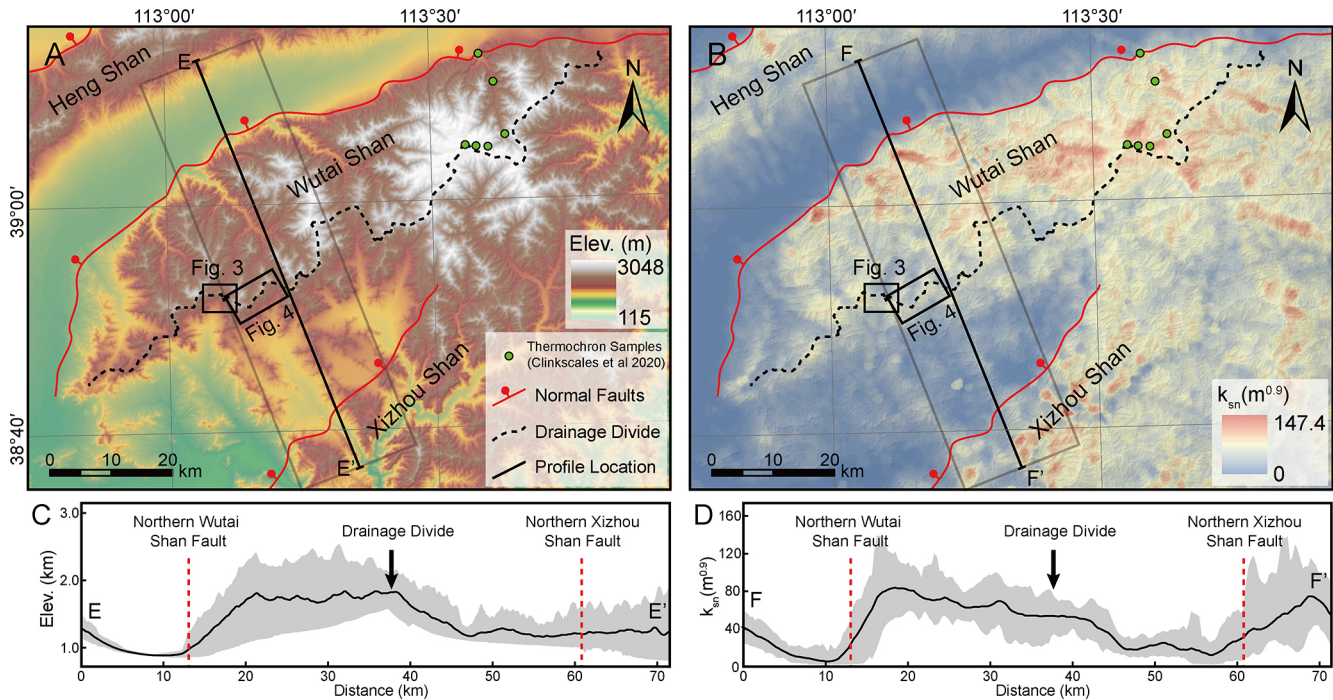 113°00′
113°30′
A
E
Heng Shan
N
Wutai Shan
39°00′
Fig. 3
Fig. 4
Elev. (m)
3048
115
Thermochron Samples
(Clinkscales et al 2020)
Normal Faults
Drainage Divide
Profile Location
Xizhou Shan
38°40′
E'
0 10 20
km
113°00′
113°30′
B
F
Heng Shan
N
Wutai Shan
Fig. 3
Fig. 4
Xizhou Shan
ksn(m0.9)
147.4
0
F'
0 10 20
km
C
Northern Wutai
Shan Fault
Drainage Divide
Northern Xizhou
Shan Fault
E
E'
Elev. (km)
3.0
2.0
1.0
0 10 20 30 40 50 60 70
Distance (km)
D
Northern Wutai
Shan Fault
Drainage Divide
Northern Xizhou
Shan Fault
F
F'
ksn(m0.9)
160
120
80
40
0
0 10 20 30 40 50 60 70
Distance (km)